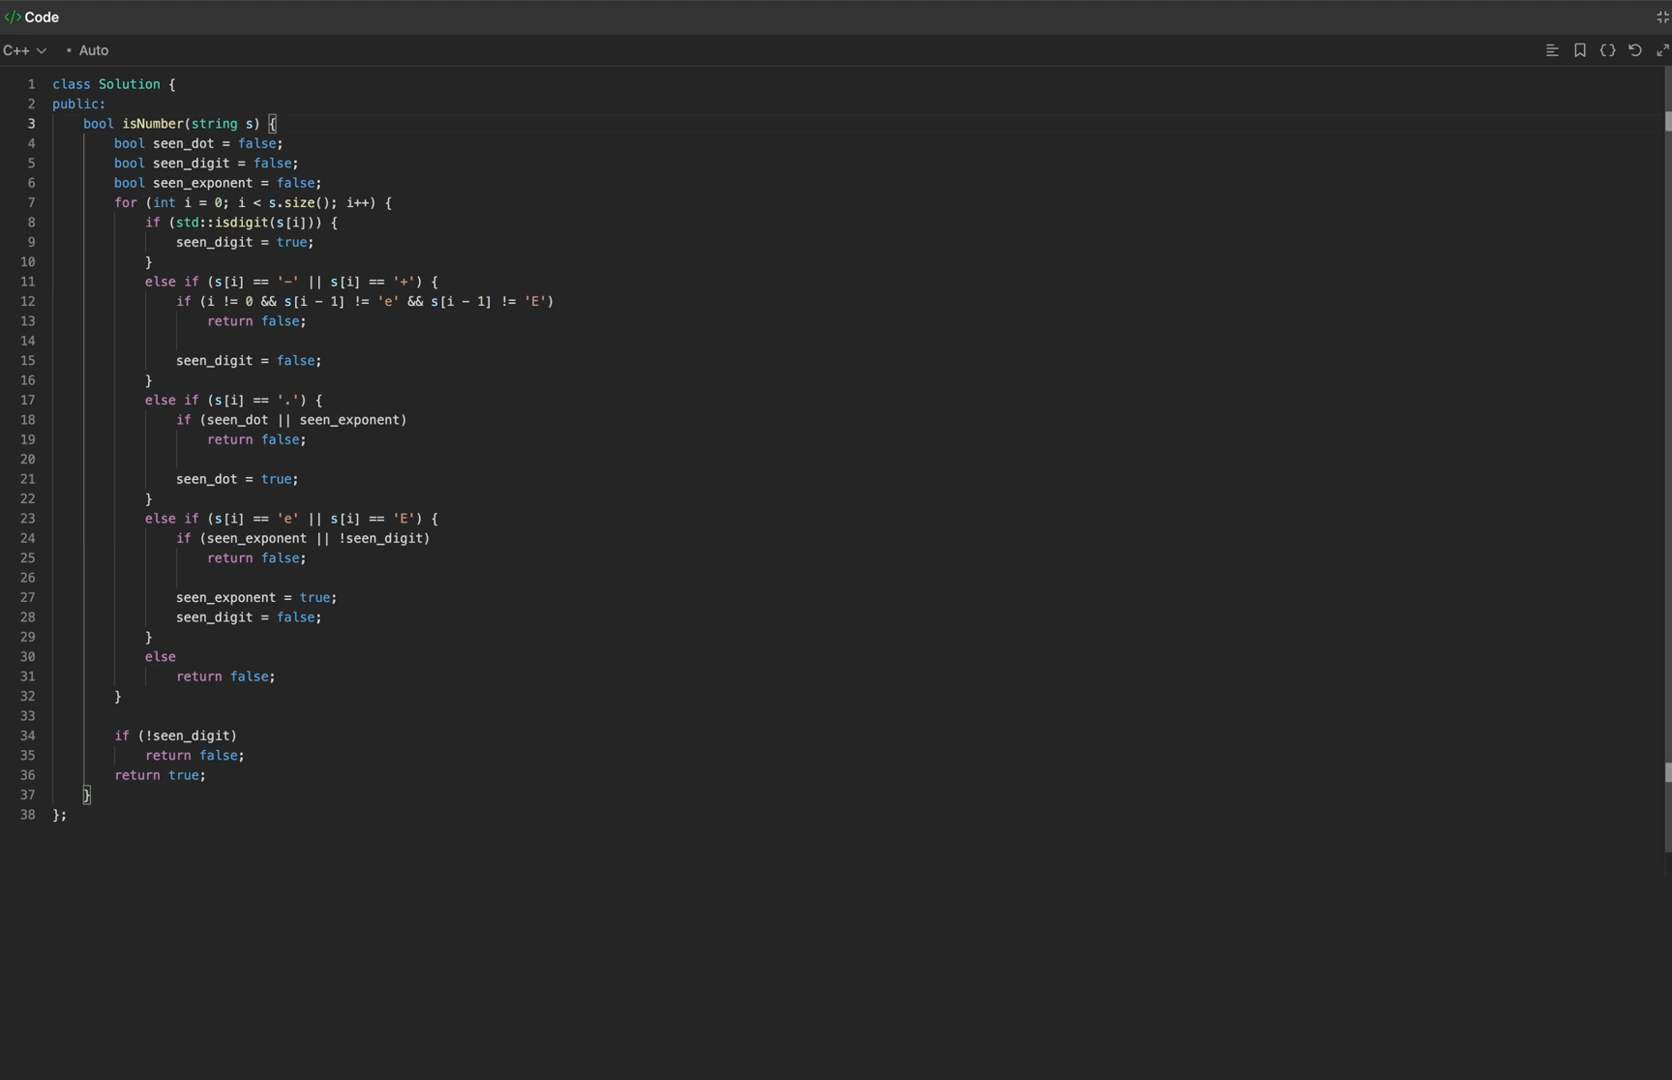 </> Code
C++ • Auto
1 class Solution {
2 public:
3     bool isNumber(string s) {
4         bool seen_dot = false;
5         bool seen_digit = false;
6         bool seen_exponent = false;
7         for (int i = 0; i < s.size(); i++) {
8             if (std::isdigit(s[i])) {
9                 seen_digit = true;
10             }
11             else if (s[i] == '-' || s[i] == '+') {
12                 if (i != 0 && s[i - 1] != 'e' && s[i - 1] != 'E')
13                     return false;
14
15                 seen_digit = false;
16             }
17             else if (s[i] == '.') {
18                 if (seen_dot || seen_exponent)
19                     return false;
20
21                 seen_dot = true;
22             }
23             else if (s[i] == 'e' || s[i] == 'E') {
24                 if (seen_exponent || !seen_digit)
25                     return false;
26
27                 seen_exponent = true;
28                 seen_digit = false;
29             }
30             else
31                 return false;
32         }
33
34         if (!seen_digit)
35             return false;
36         return true;
37     }
38 };